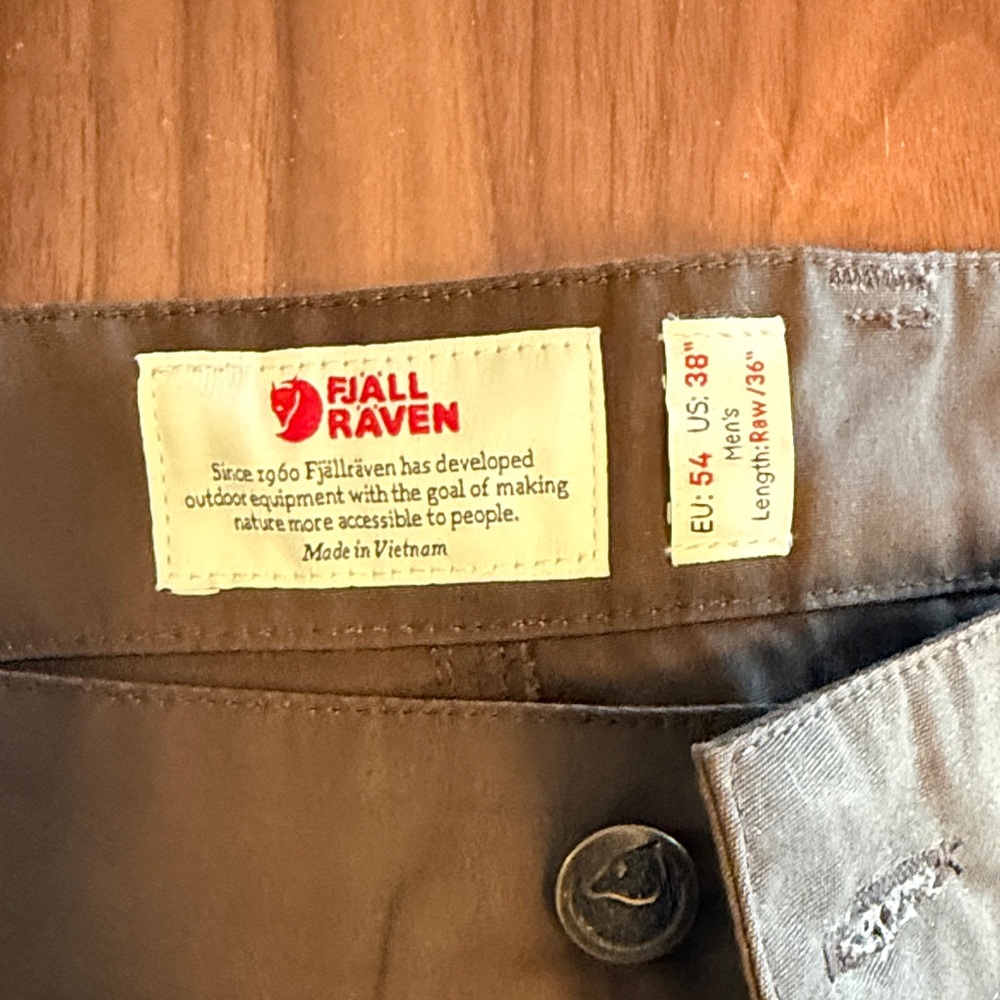 FJÄLL
RÄVEN
Since 1960 Fjällräven has developed
outdoor equipment with the goal of making
nature more accessible to people.
Made in Vietnam
EU: 54 US: 38"
Men's
Length: Raw/36"